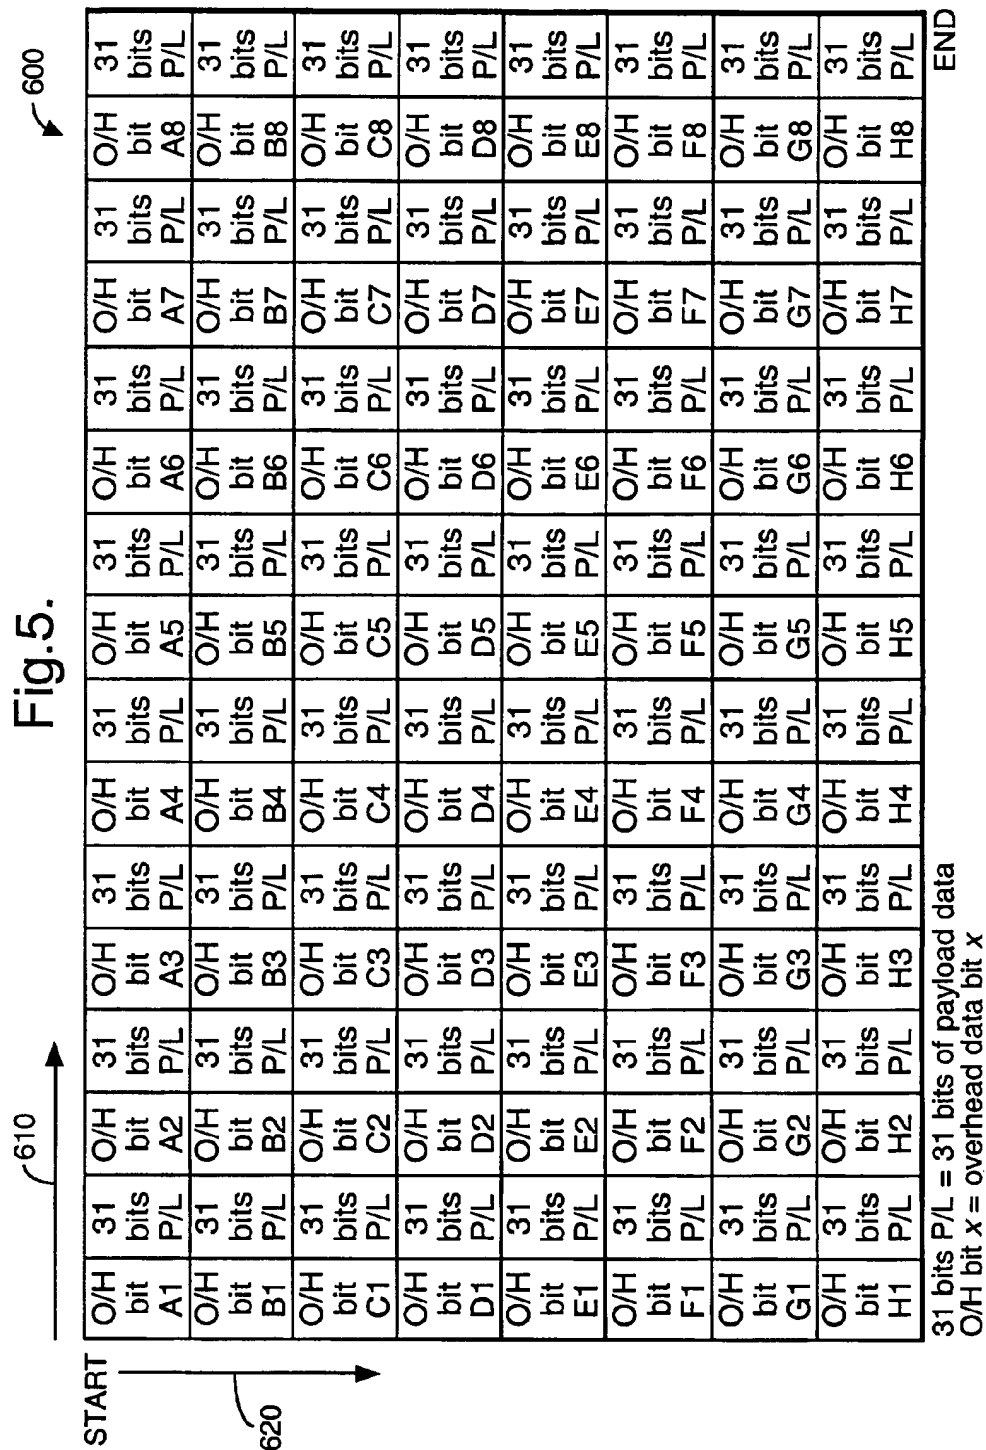 Fig.5.
600
610
START
620
O/H bit A1 31 bits P/L O/H bit A2 31 bits P/L O/H bit A3 31 bits P/L O/H bit A4 31 bits P/L O/H bit A5 31 bits P/L O/H bit A6 31 bits P/L O/H bit A7 31 bits P/L O/H bit A8 31 bits P/L
O/H bit B1 31 bits P/L O/H bit B2 31 bits P/L O/H bit B3 31 bits P/L O/H bit B4 31 bits P/L O/H bit B5 31 bits P/L O/H bit B6 31 bits P/L O/H bit B7 31 bits P/L O/H bit B8 31 bits P/L
O/H bit C1 31 bits P/L O/H bit C2 31 bits P/L O/H bit C3 31 bits P/L O/H bit C4 31 bits P/L O/H bit C5 31 bits P/L O/H bit C6 31 bits P/L O/H bit C7 31 bits P/L O/H bit C8 31 bits P/L
O/H bit D1 31 bits P/L O/H bit D2 31 bits P/L O/H bit D3 31 bits P/L O/H bit D4 31 bits P/L O/H bit D5 31 bits P/L O/H bit D6 31 bits P/L O/H bit D7 31 bits P/L O/H bit D8 31 bits P/L
O/H bit E1 31 bits P/L O/H bit E2 31 bits P/L O/H bit E3 31 bits P/L O/H bit E4 31 bits P/L O/H bit E5 31 bits P/L O/H bit E6 31 bits P/L O/H bit E7 31 bits P/L O/H bit E8 31 bits P/L
O/H bit F1 31 bits P/L O/H bit F2 31 bits P/L O/H bit F3 31 bits P/L O/H bit F4 31 bits P/L O/H bit F5 31 bits P/L O/H bit F6 31 bits P/L O/H bit F7 31 bits P/L O/H bit F8 31 bits P/L
O/H bit G1 31 bits P/L O/H bit G2 31 bits P/L O/H bit G3 31 bits P/L O/H bit G4 31 bits P/L O/H bit G5 31 bits P/L O/H bit G6 31 bits P/L O/H bit G7 31 bits P/L O/H bit G8 31 bits P/L
O/H bit H1 31 bits P/L O/H bit H2 31 bits P/L O/H bit H3 31 bits P/L O/H bit H4 31 bits P/L O/H bit H5 31 bits P/L O/H bit H6 31 bits P/L O/H bit H7 31 bits P/L O/H bit H8 31 bits P/L
END
31 bits P/L = 31 bits of payload data
O/H bit x = overhead data bit x